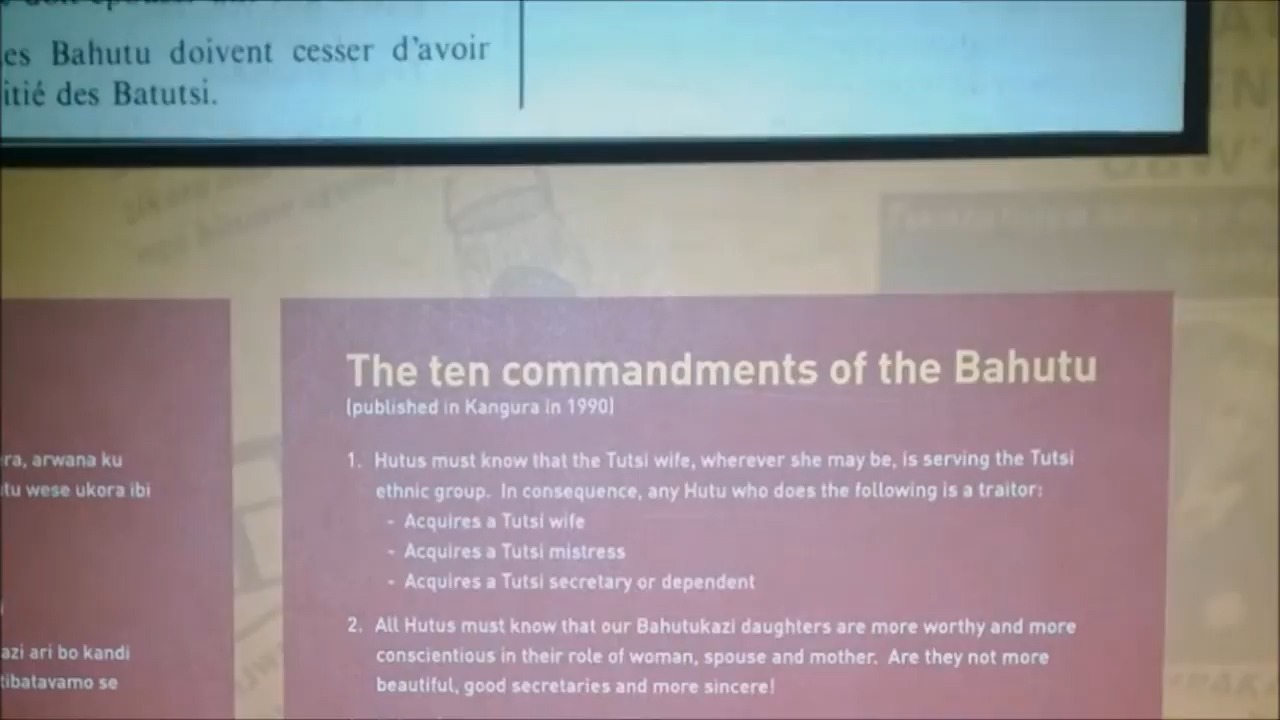 es Bahutu doivent cesser d'avoir
itié des Batutsi.
ra, arwana ku
tu wese ukora ibi
azi ari bo kandi
tibatavamo se
The ten commandments of the Bahutu
(published in Kangura in 1990)
1. Hutus must know that the Tutsi wife, wherever she may be, is serving the Tutsi
ethnic group. In consequence, any Hutu who does the following is a traitor:
- Acquires a Tutsi wife
- Acquires a Tutsi mistress
- Acquires a Tutsi secretary or dependent
2. All Hutus must know that our Bahutukazi daughters are more worthy and more
conscientious in their role of woman, spouse and mother. Are they not more
beautiful, good secretaries and more sincere!